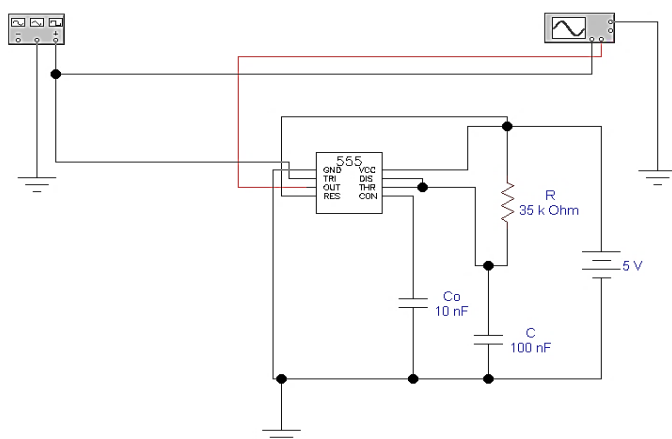 555
GND VCC
TRI DIS
OUT THR
RES CON
R
35 k Ohm
5 V
Co
10 nF
C
100 nF